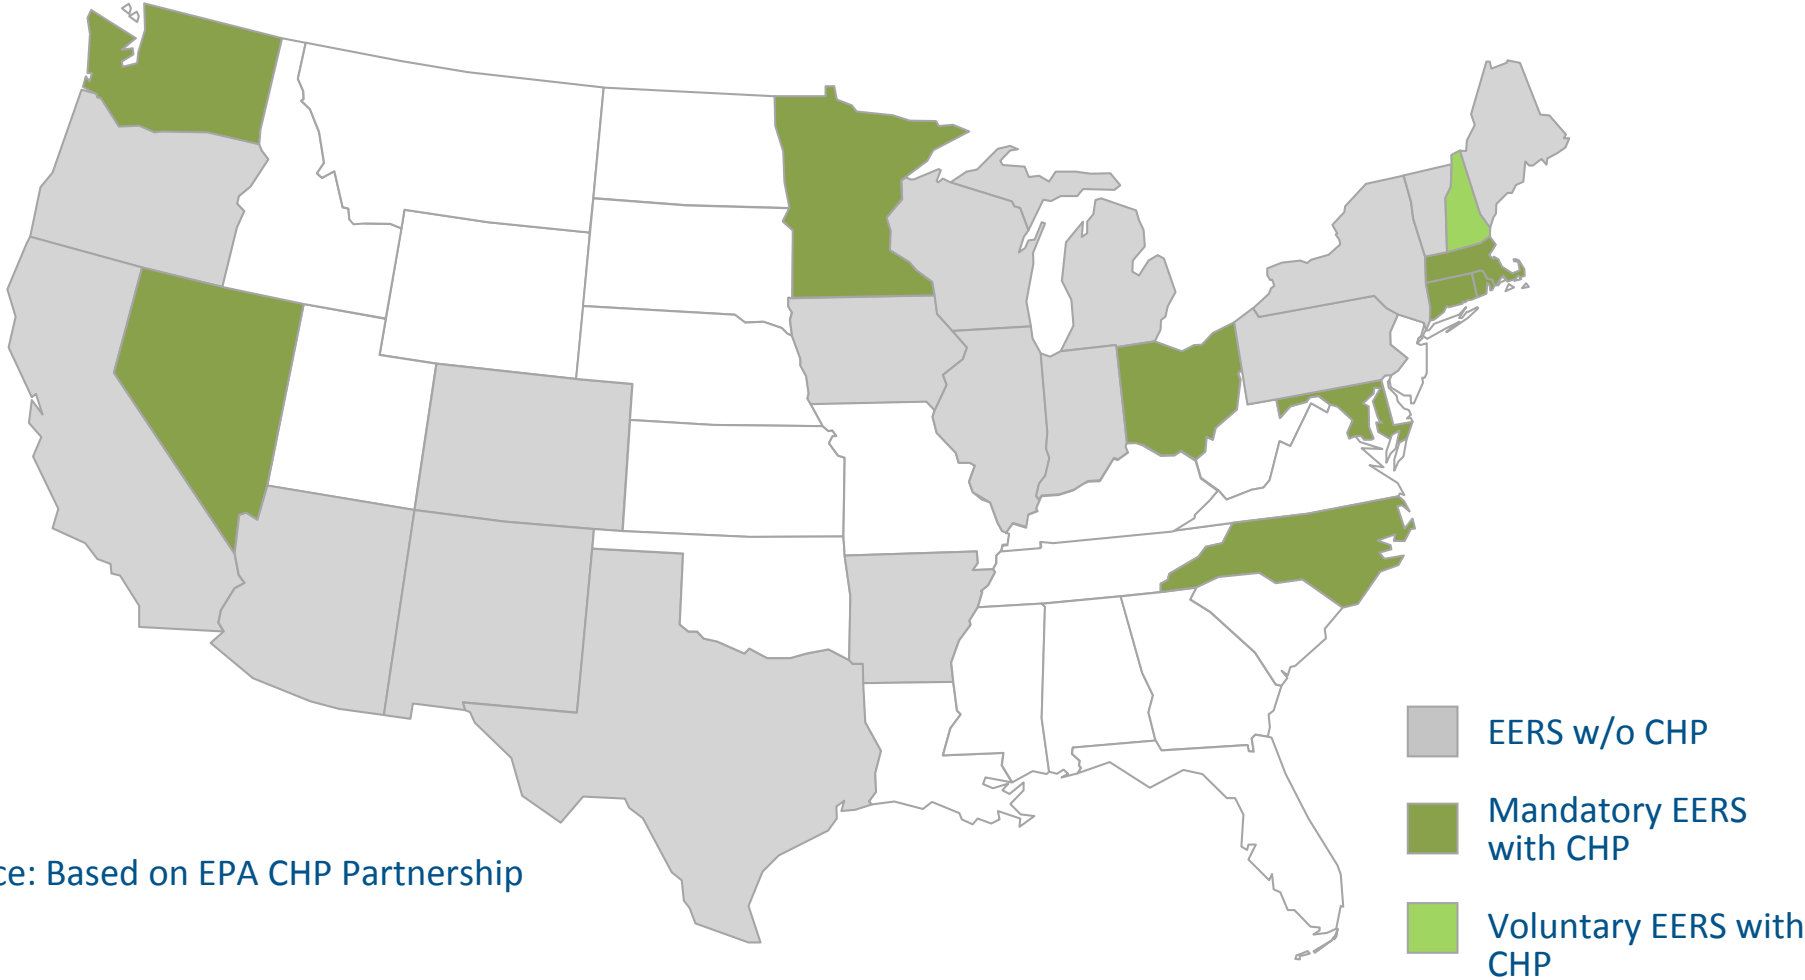 EERS w/o CHP
Mandatory EERS
with CHP
ce: Based on EPA CHP Partnership
Voluntary EERS with
CHP